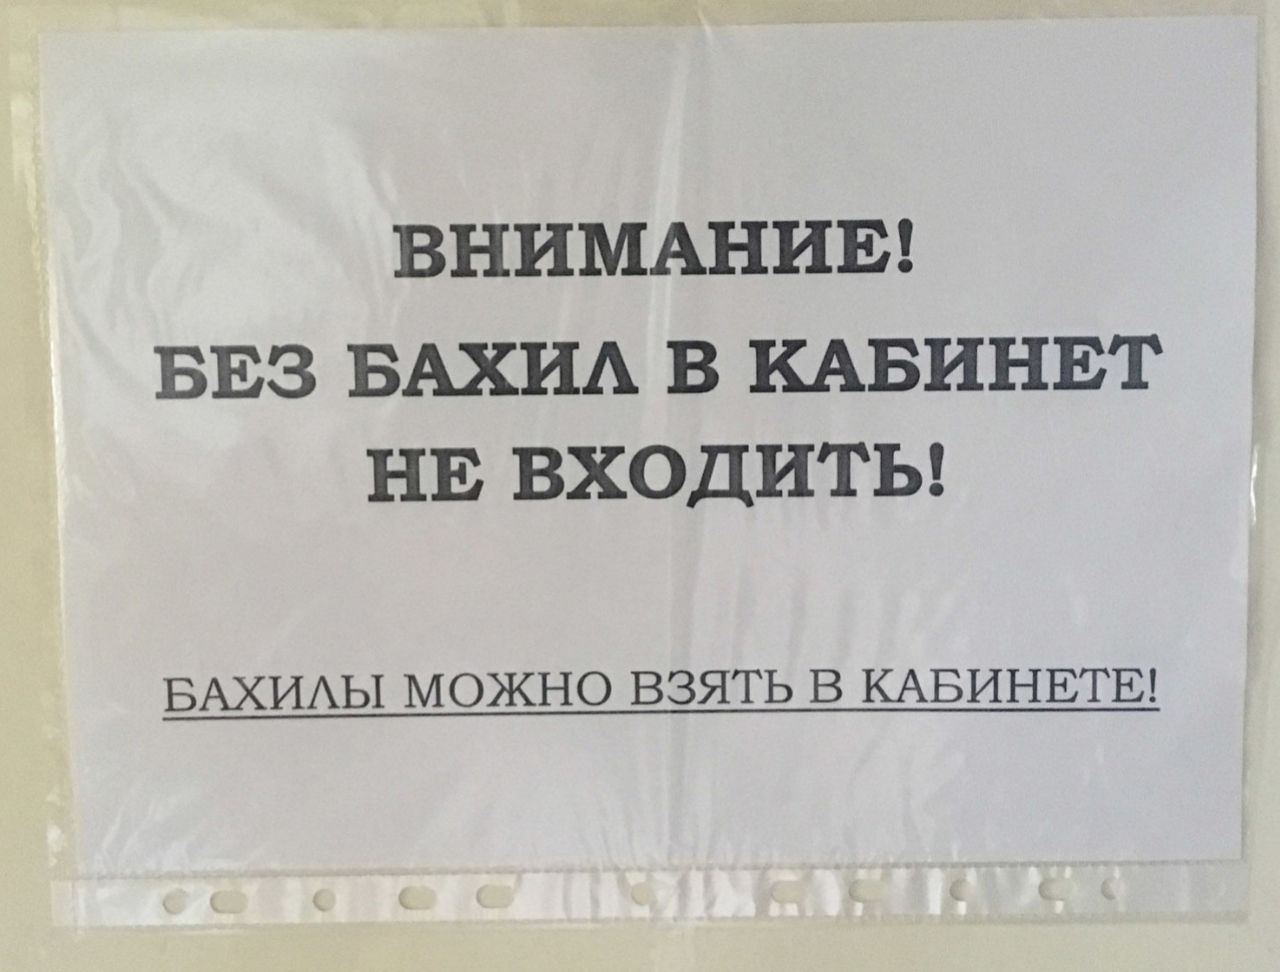 ВНИМАНИЕ!
БЕЗ БАХИЛ В КАБИНЕТ
НЕ ВХОДИТЬ!
БАХИЛЫ МОЖНО ВЗЯТЬ В КАБИНЕТЕ!